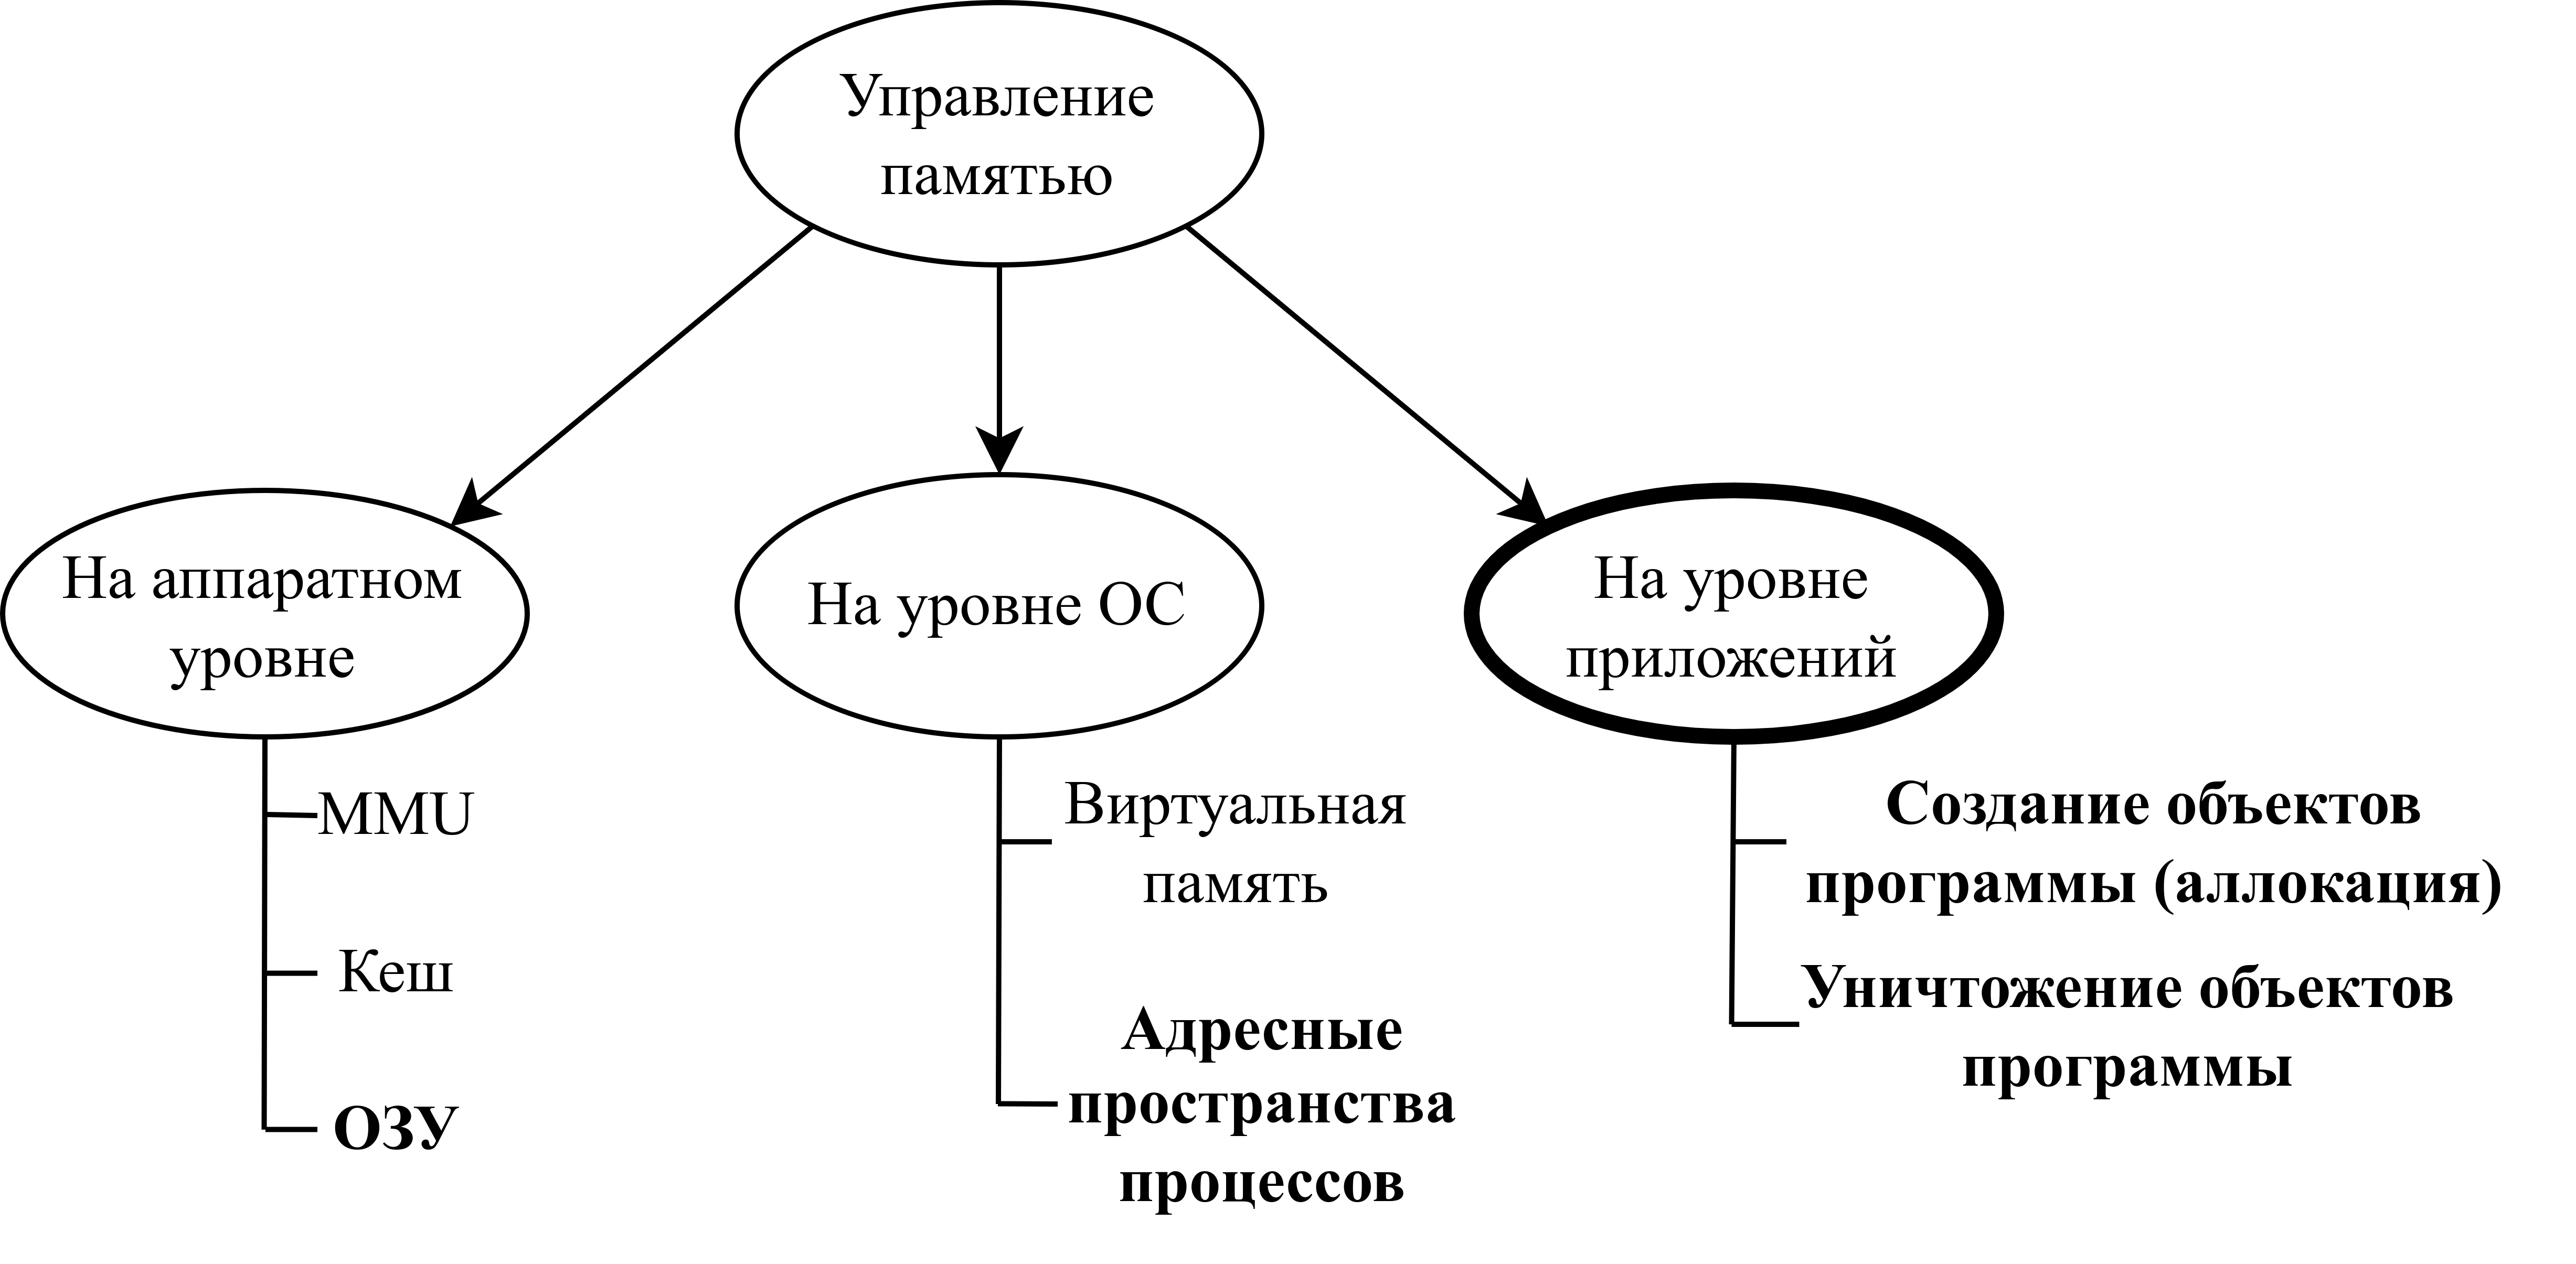 Управление
памятью
На аппаратном
уровне
MMU
Кеш
ОЗУ
На уровне ОС
Виртуальная
память
Адресные
пространства
процессов
На уровне
приложений
Создание объектов
программы (аллокация)
Уничтожение объектов
программы